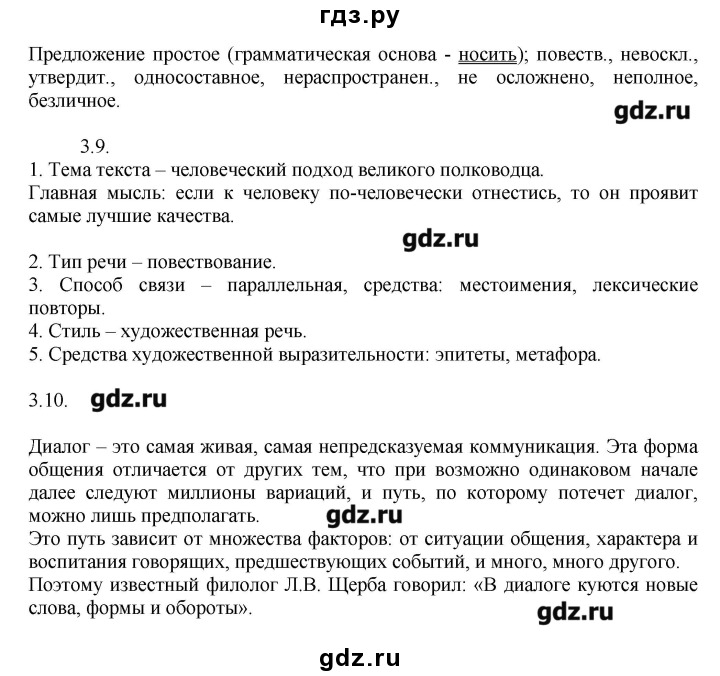 гдз.ру
Предложение простое (грамматическая основа - носить); повеств., невоскл.,
утвердит., односоставное, нераспространен., не осложнено, неполное,
безличное.
gdz.ru
3.9.
1. Тема текста – человеческий подход великого полководца.
Главная мысль: если к человеку по-человечески отнестись, то он проявит
самые лучшие качества.
gdz.ru
2. Тип речи – повествование.
3. Способ связи – параллельная, средства: местоимения, лексические
повторы.
4. Стиль – художественная речь.
5. Средства художественной выразительности: эпитеты, метафора.
3.10. gdz.ru
Диалог – это самая живая, самая непредсказуемая коммуникация. Эта форма
общения отличается от других тем, что при возможно одинаковом начале
далее следуют миллионы вариаций, и путь, по которому потечет диалог,
можно лишь предполагать. gdz.ru
Это путь зависит от множества факторов: от ситуации общения, характера и
воспитания говорящих, предшествующих событий, и много, много другого.
Поэтому известный филолог Л.В. Щерба говорил: «В диалоге куются новые
слова, формы и обороты».
gdz.ru
gdz.ru